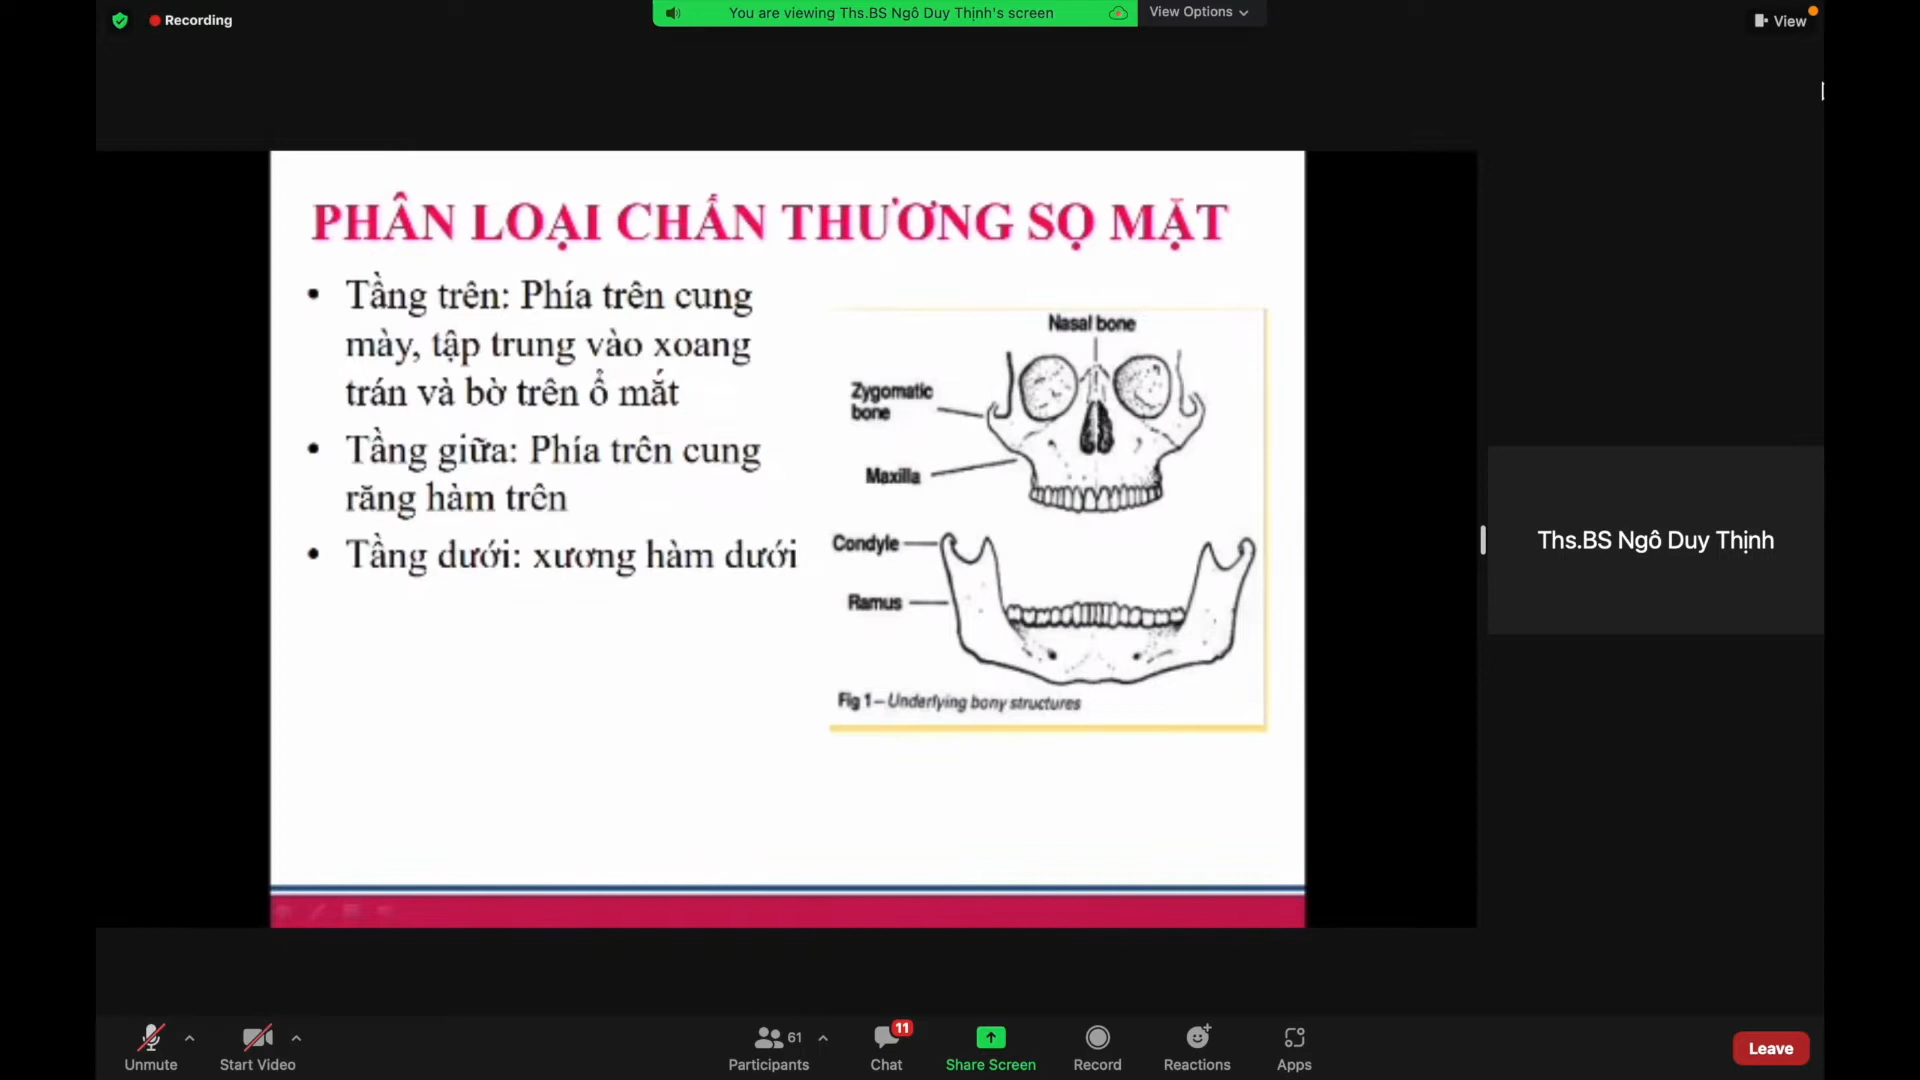 Recording
You are viewing Ths.BS Ngô Duy Thịnh's screen
View Options
View
PHÂN LOẠI CHẤN THƯƠNG SỌ MẶT
• Tầng trên: Phía trên cung
mày, tập trung vào xoang
trán và bờ trên ổ mắt
• Tầng giữa: Phía trên cung
răng hàm trên
• Tầng dưới: xương hàm dưới
Nasal bone
Zygomatic
bone
Maxilla
Condyle
Ramus
Fig 1 – Underlying bony structures
Ths.BS Ngô Duy Thịnh
Unmute
Start Video
61
Participants
11
Chat
Share Screen
Record
Reactions
Apps
Leave